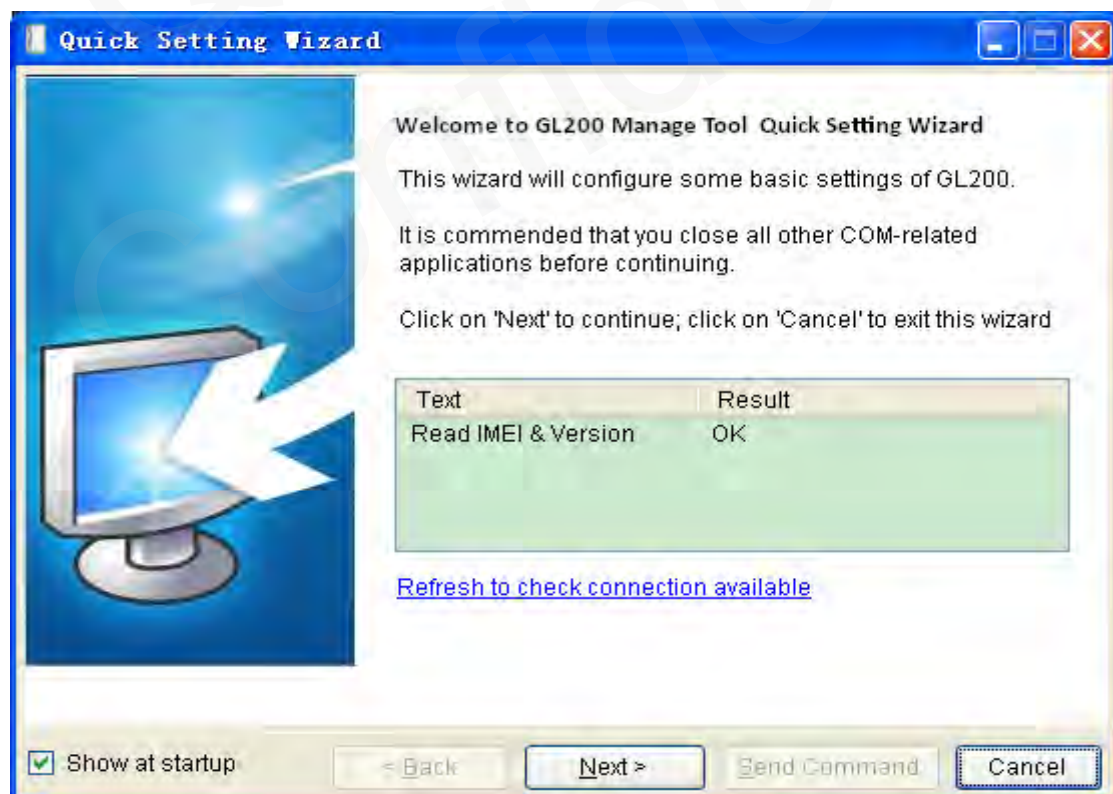 Quick Setting Wizard
Welcome to GL200 Manage Tool Quick Setting Wizard
This wizard will configure some basic settings of GL200.
It is commended that you close all other COM-related
applications before continuing.
Click on 'Next' to continue; click on 'Cancel' to exit this wizard
Text Result
Read IMEI & Version OK
Refresh to check connection available
Show at startup < Back Next > Send Command Cancel